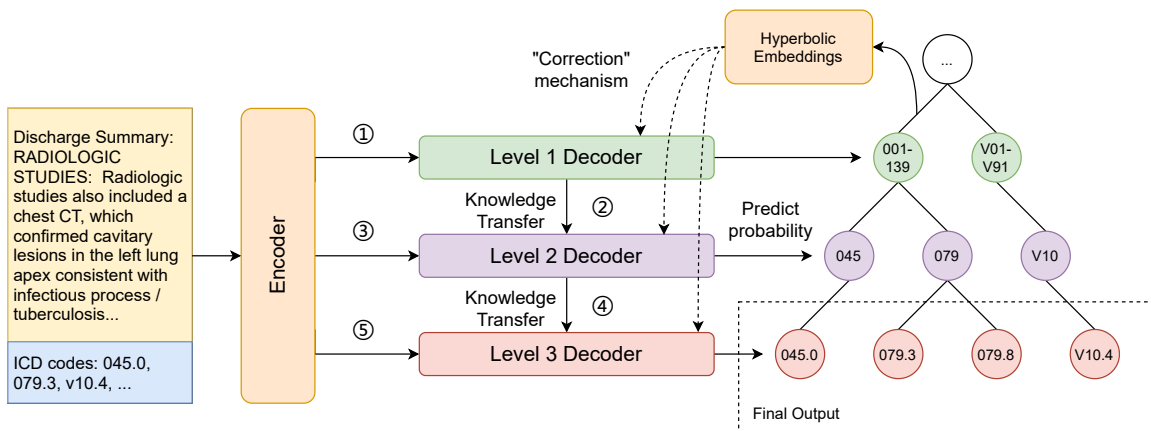 Discharge Summary:
RADIOLOGIC
STUDIES: Radiologic
studies also included a
chest CT, which
confirmed cavitary
lesions in the left lung
apex consistent with
infectious process /
tuberculosis...
ICD codes: 045.0,
079.3, v10.4, ...
Encoder
①
③
⑤
"Correction"
mechanism
Level 1 Decoder
Knowledge
Transfer
②
Level 2 Decoder
Knowledge
Transfer
④
Level 3 Decoder
Hyperbolic
Embeddings
Predict
probability
...
001-
139
V01-
V91
045
079
V10
045.0
079.3
079.8
V10.4
Final Output